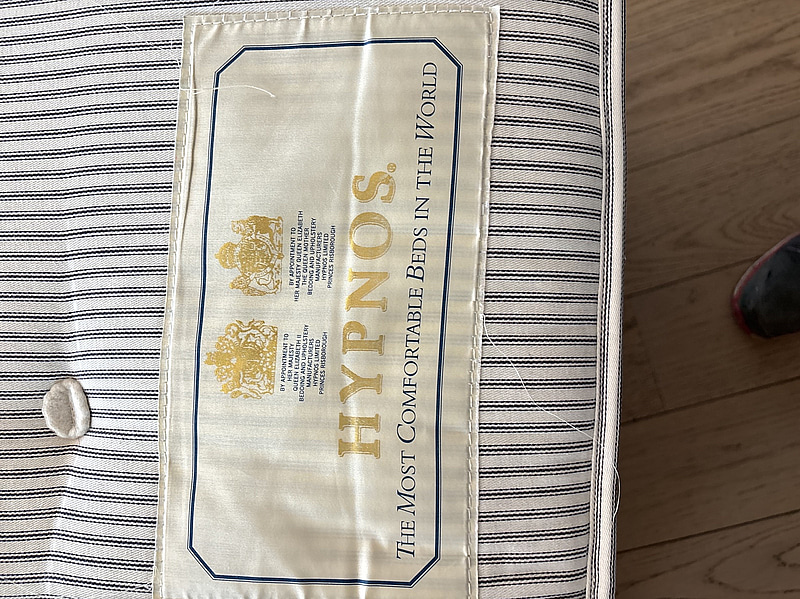 BY APPOINTMENT TO
HER MAJESTY
QUEEN ELIZABETH II
BEDDING AND UPHOLSTERY
MANUFACTURERS
HYPNOS LIMITED
PRINCES RISBOROUGH
BY APPOINTMENT TO
HER MAJESTY QUEEN ELIZABETH
THE QUEEN MOTHER
BEDDING AND UPHOLSTERY
MANUFACTURERS
HYPNOS LIMITED
PRINCES RISBOROUGH
HYPNOS®
THE MOST COMFORTABLE BEDS IN THE WORLD